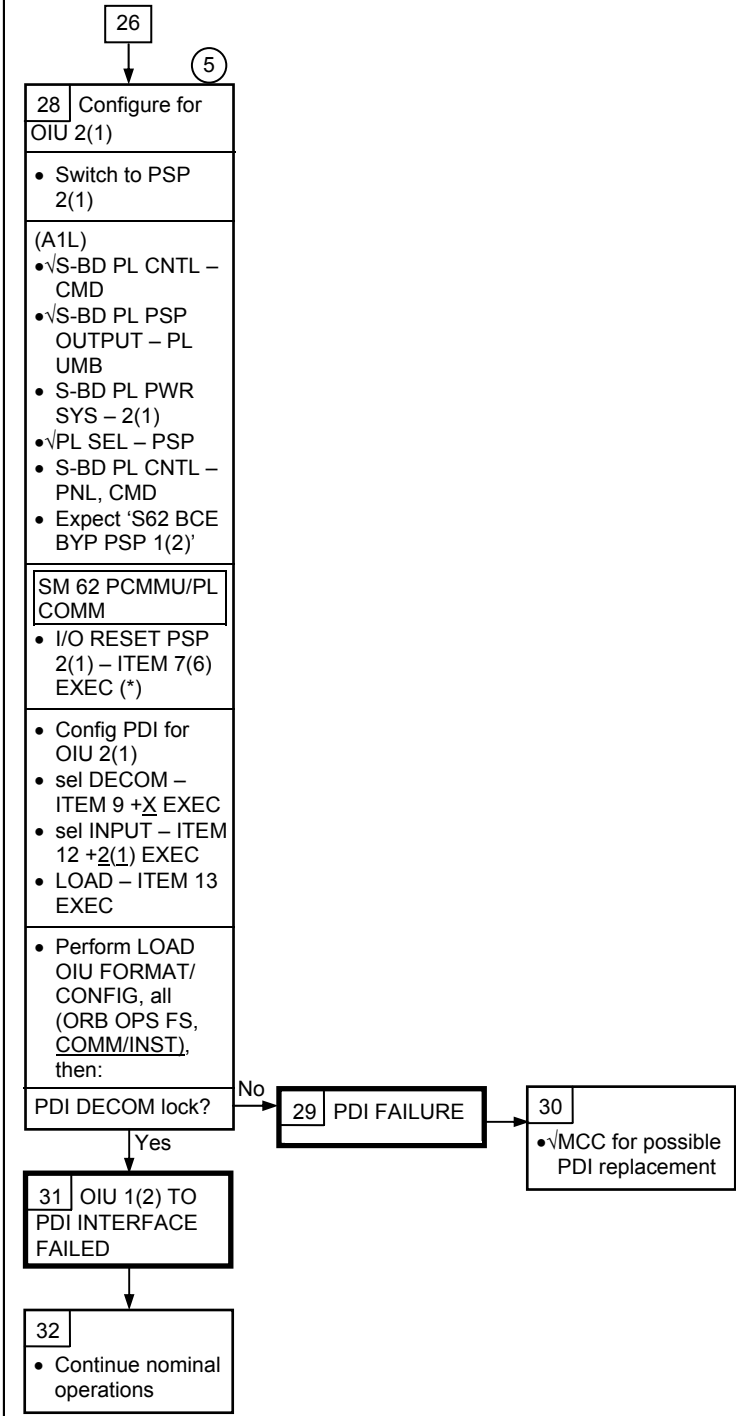 26
5
28 Configure for
OIU 2(1)
• Switch to PSP
2(1)
(A1L)
•√S-BD PL CNTL –
CMD
•√S-BD PL PSP
OUTPUT – PL
UMB
• S-BD PL PWR
SYS – 2(1)
•√PL SEL – PSP
• S-BD PL CNTL –
PNL, CMD
• Expect ‘S62 BCE
BYP PSP 1(2)’
SM 62 PCMMU/PL
COMM
• I/O RESET PSP
2(1) – ITEM 7(6)
EXEC (*)
• Config PDI for
OIU 2(1)
• sel DECOM –
ITEM 9 +X EXEC
• sel INPUT – ITEM
12 +2(1) EXEC
• LOAD – ITEM 13
EXEC
• Perform LOAD
OIU FORMAT/
CONFIG, all
(ORB OPS FS,
COMM/INST),
then:
PDI DECOM lock?
No
29 PDI FAILURE
30
•√MCC for possible
PDI replacement
Yes
31 OIU 1(2) TO
PDI INTERFACE
FAILED
32
• Continue nominal
operations